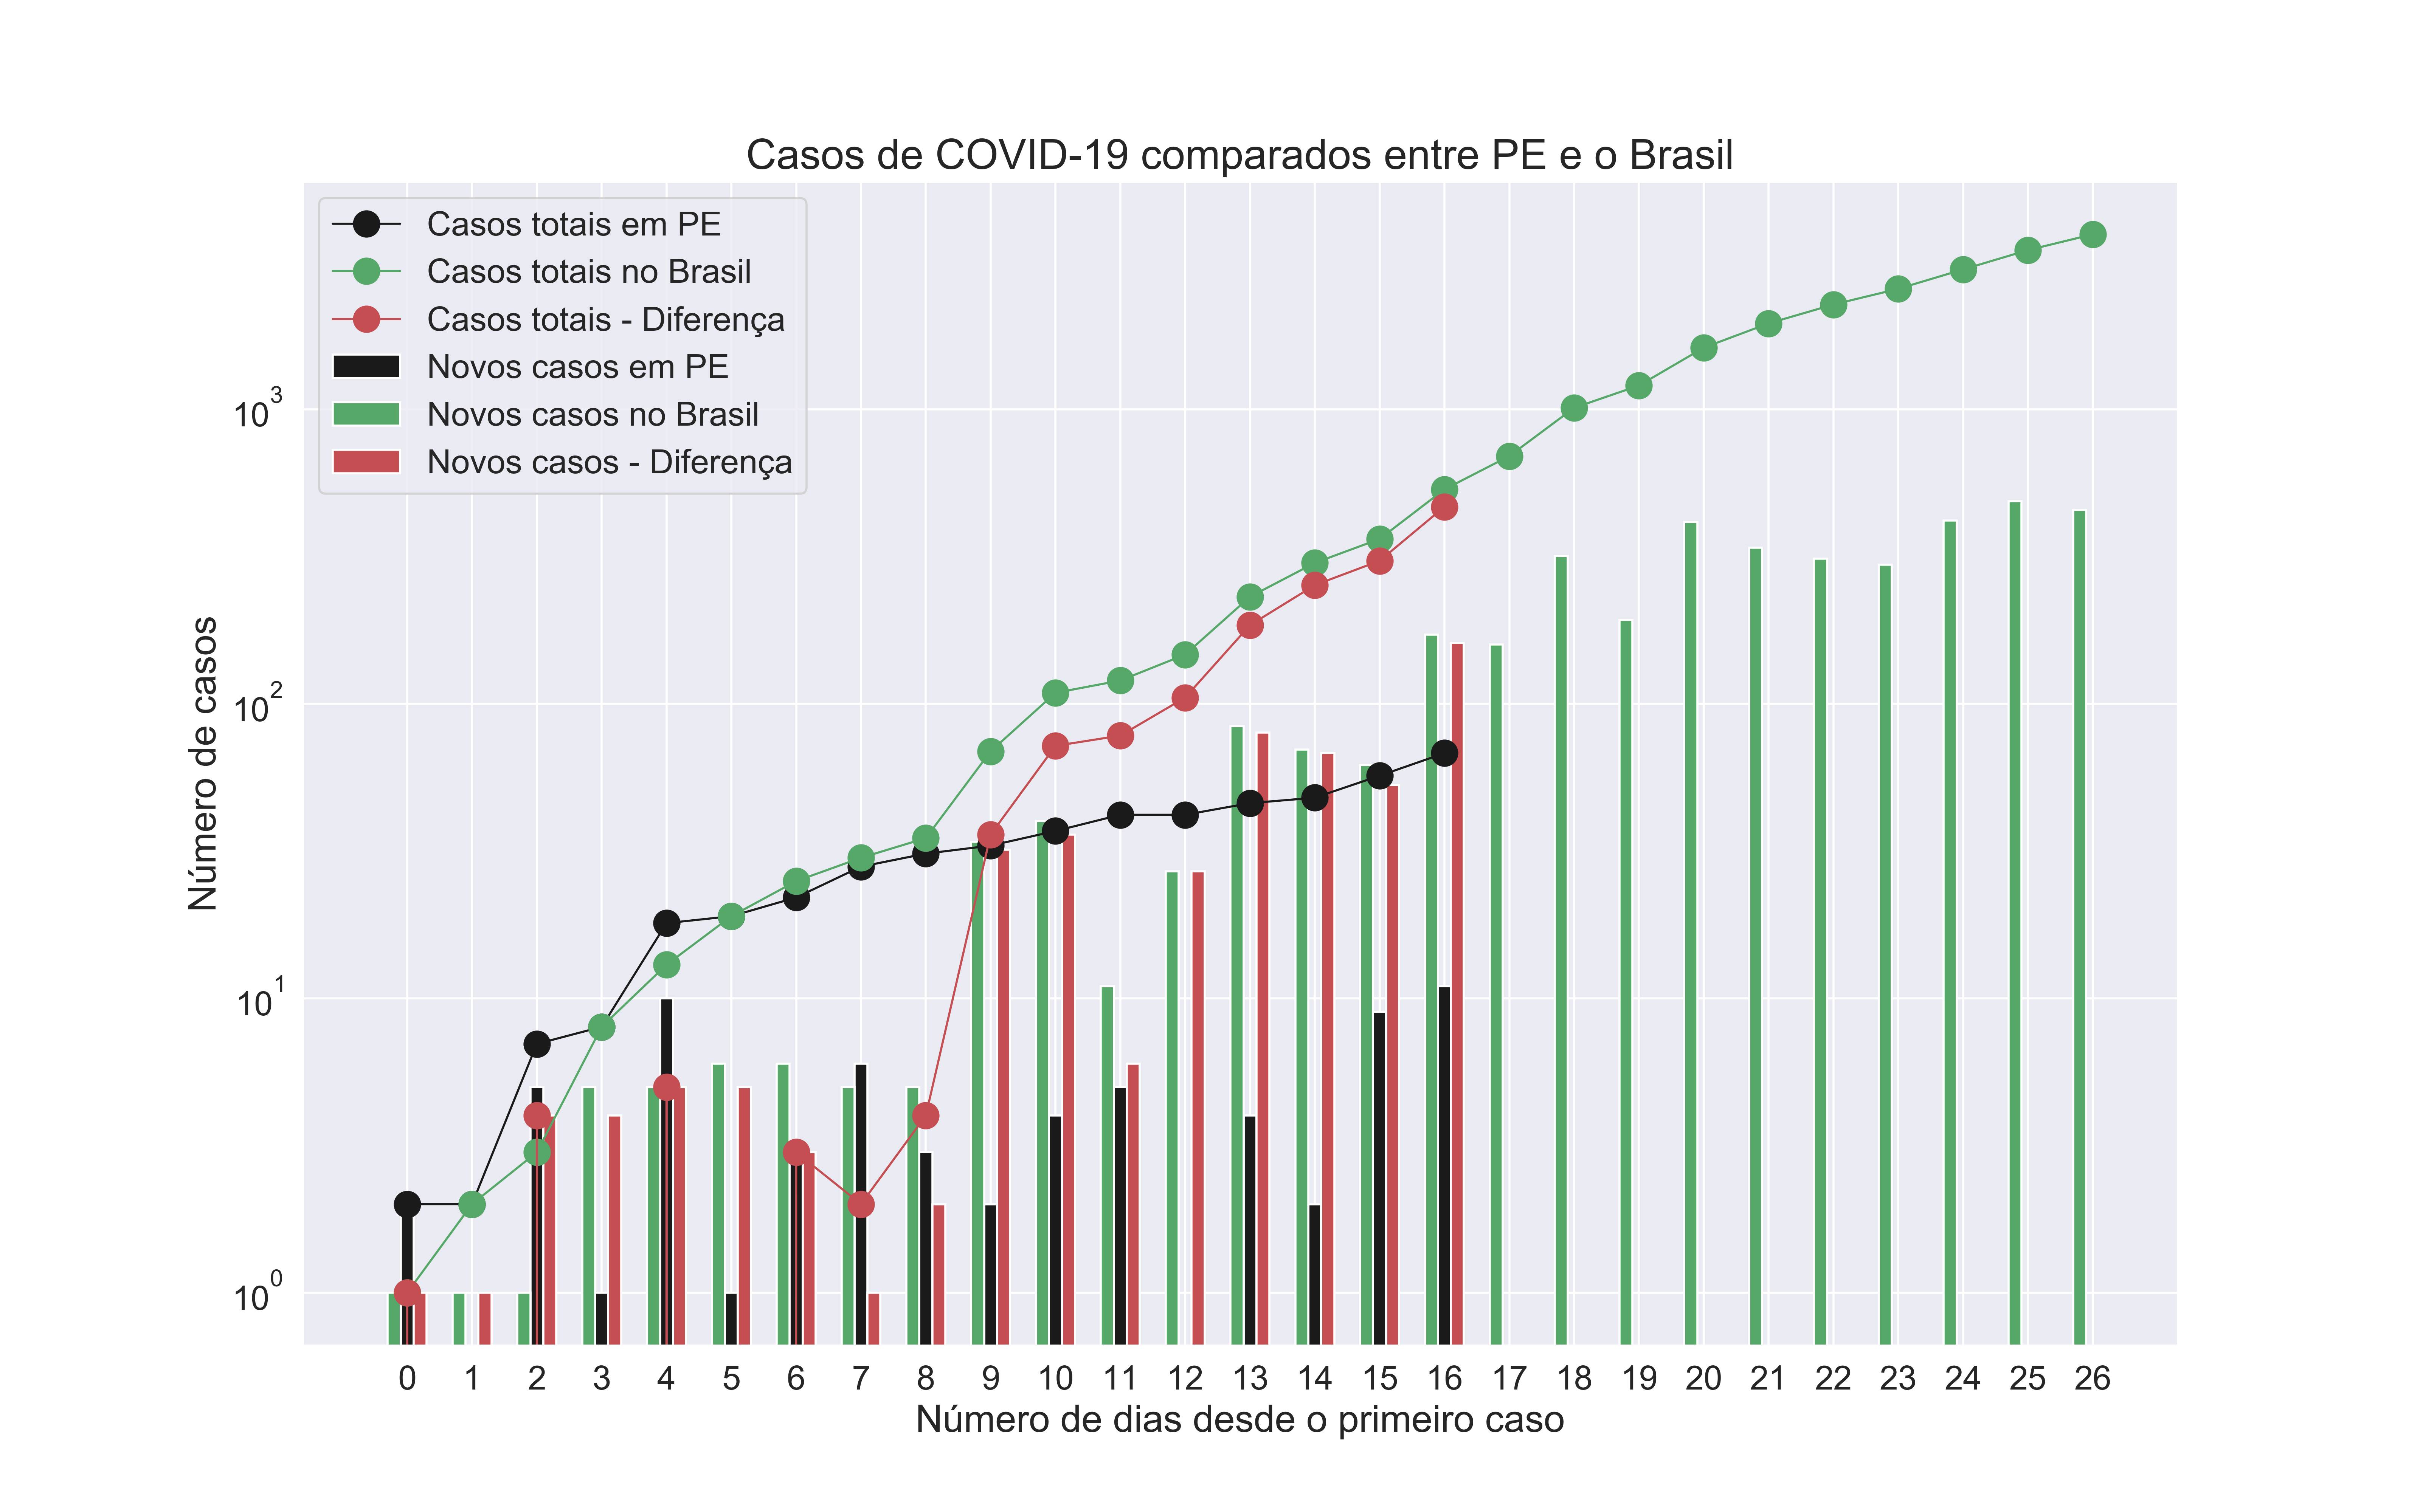 Casos de COVID-19 comparados entre PE e o Brasil
Casos totais em PE
Casos totais no Brasil
Casos totais - Diferença
Novos casos em PE
Novos casos no Brasil
Novos casos - Diferença
Número de casos
10³
10²
10¹
10⁰
0 1 2 3 4 5 6 7 8 9 10 11 12 13 14 15 16 17 18 19 20 21 22 23 24 25 26
Número de dias desde o primeiro caso